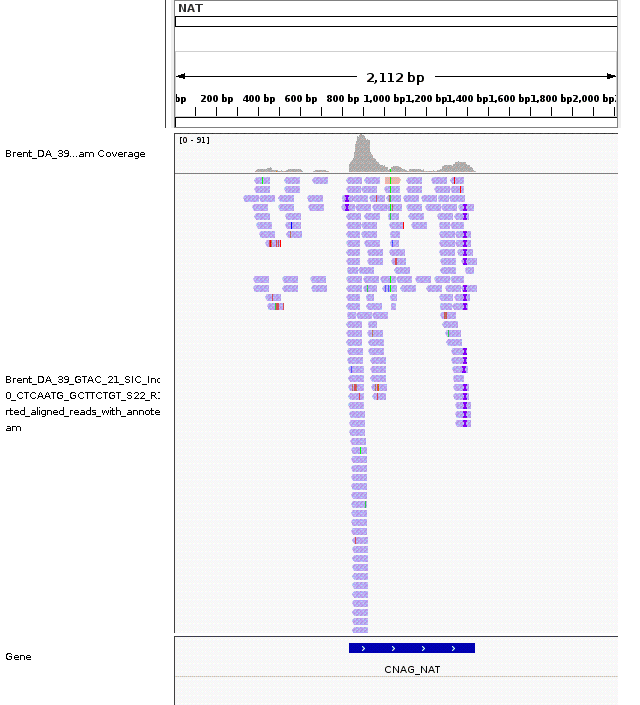 NAT
2,112 bp
bp 200 bp 400 bp 600 bp 800 bp 1,000 bp 1,200 bp 1,400 bp 1,600 bp 1,800 bp 2,000 bp
[0 - 91]
Brent_DA_39...am Coverage
Brent_DA_39_GTAC_21_SIC_Inc
0_CTCAATG_GCTTCTGT_S22_R
rted_aligned_reads_with_annote
am
Gene
CNAG_NAT